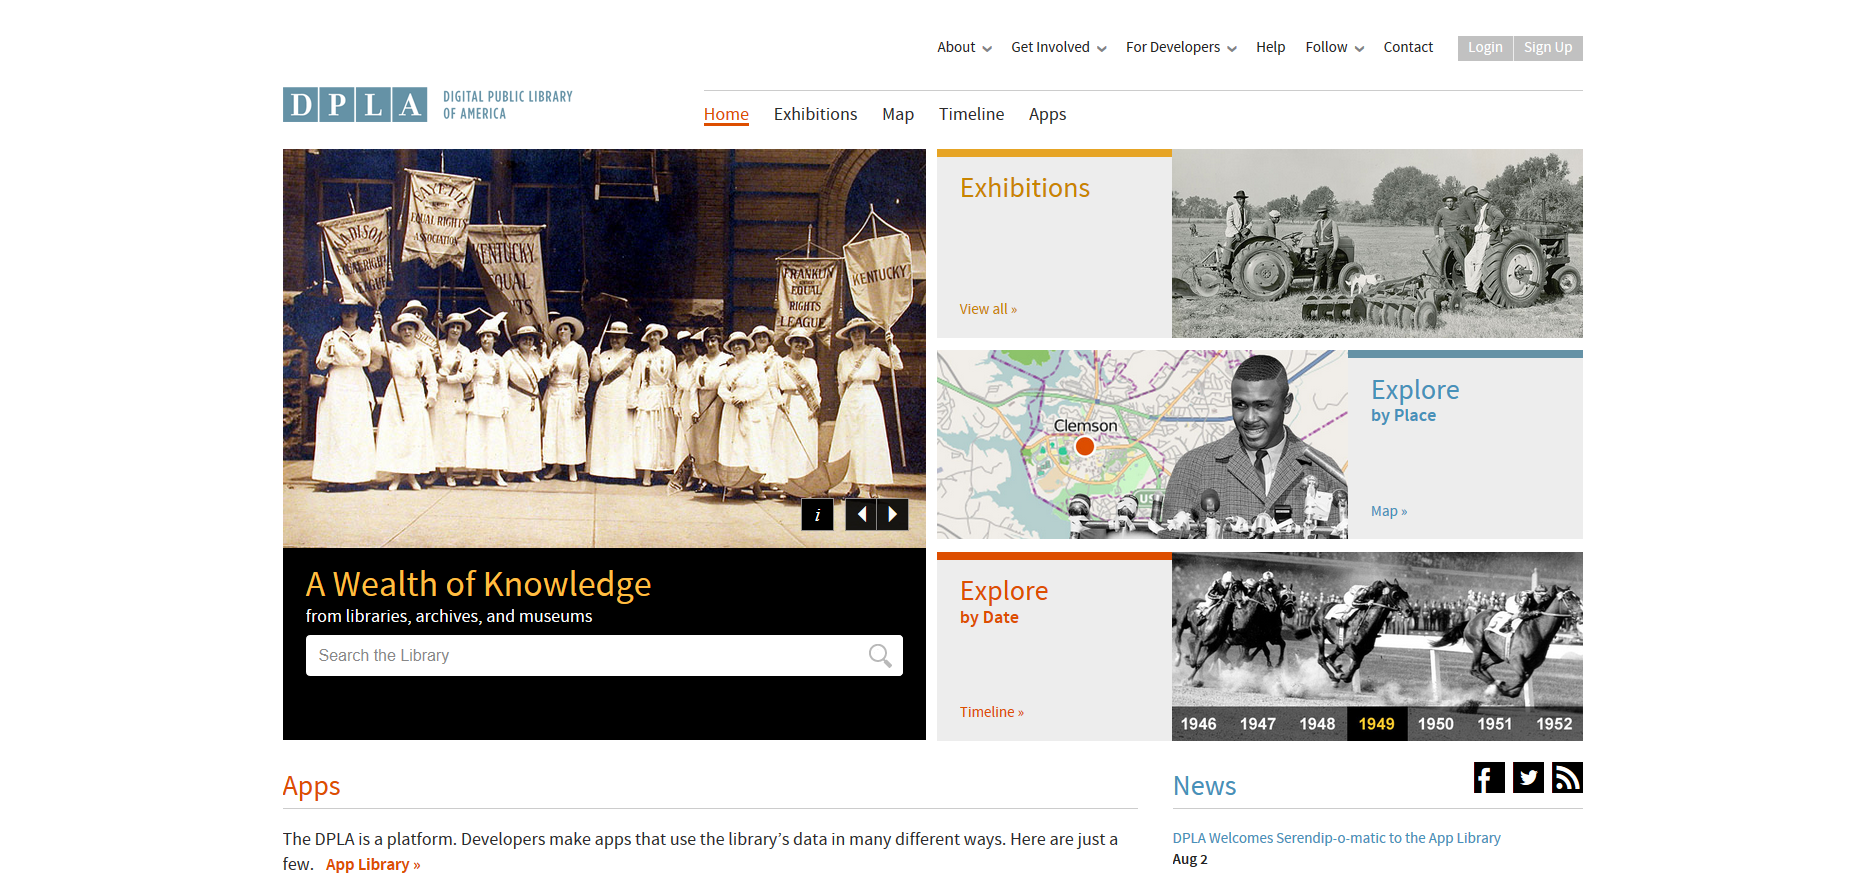 About
Get Involved
For Developers
Help
Follow
Contact
Login
Sign Up
D P L A
DIGITAL PUBLIC LIBRARY
OF AMERICA
Home
Exhibitions
Map
Timeline
Apps
FAYETTE
EQUAL RIGHTS
ASSOCIATION
MADISON
EQUAL RIGHTS
LEAGUE
KENTUCKY
EQUAL
FRANKLIN
EQUAL
RIGHTS
LEAGUE
KENTUCKY
i
A Wealth of Knowledge
from libraries, archives, and museums
Search the Library
Exhibitions
View all »
Clemson
Explore
by Place
Map »
Explore
by Date
Timeline »
1946 1947 1948 1949 1950 1951 1952
Apps
The DPLA is a platform. Developers make apps that use the library’s data in many different ways. Here are just a
few. App Library »
News
DPLA Welcomes Serendip-o-matic to the App Library
Aug 2